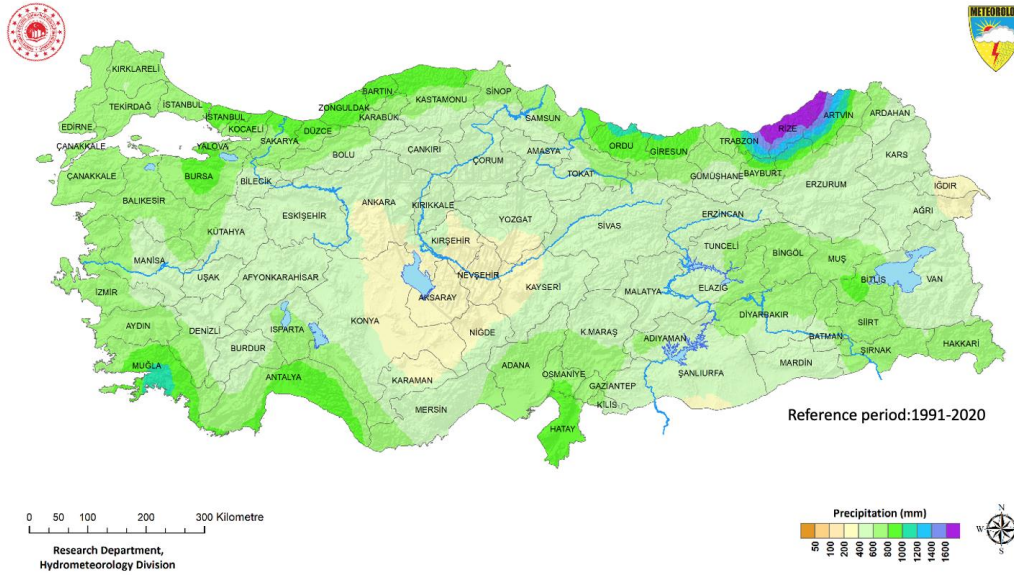 METEOROLOJ
KIRKLARELİ
TEKİRDAĞ
İSTANBUL
EDİRNE
ÇANAKKALE
İSTANBUL
KOCAELİ
YALOVA
SAKARYA
DÜZCE
ZONGULDAK
BARTIN
KARABÜK
KASTAMONU
SİNOP
SAMSUN
ORDU
GİRESUN
TRABZON
RİZE
ARTVİN
ARDAHAN
ÇANAKKALE
BALIKESİR
BURSA
BİLECİK
BOLU
ÇANKIRI
ÇORUM
AMASYA
TOKAT
GÜMÜŞHANE
BAYBURT
ERZURUM
KARS
IĞDIR
AĞRI
ESKİŞEHİR
ANKARA
KIRIKKALE
YOZGAT
SİVAS
ERZİNCAN
TUNCELİ
BİNGÖL
MUŞ
BİTLİS
VAN
KÜTAHYA
MANİSA
UŞAK
AFYONKARAHİSAR
KIRŞEHİR
NEVŞEHİR
AKSARAY
KAYSERİ
MALATYA
ELAZIĞ
DİYARBAKIR
BATMAN
SİİRT
ŞIRNAK
HAKKARİ
İZMİR
AYDIN
DENİZLİ
ISPARTA
BURDUR
KONYA
NİĞDE
K.MARAŞ
ADIYAMAN
ŞANLIURFA
MARDİN
MUĞLA
ANTALYA
KARAMAN
MERSİN
ADANA
OSMANİYE
GAZİANTEP
KİLİS
HATAY
Reference period:1991-2020
0 50 100 200 300 Kilometre
Research Department,
Hydrometeorology Division
Precipitation (mm)
50 100 200 400 600 800 1000 1200 1400 1600
N
W
S